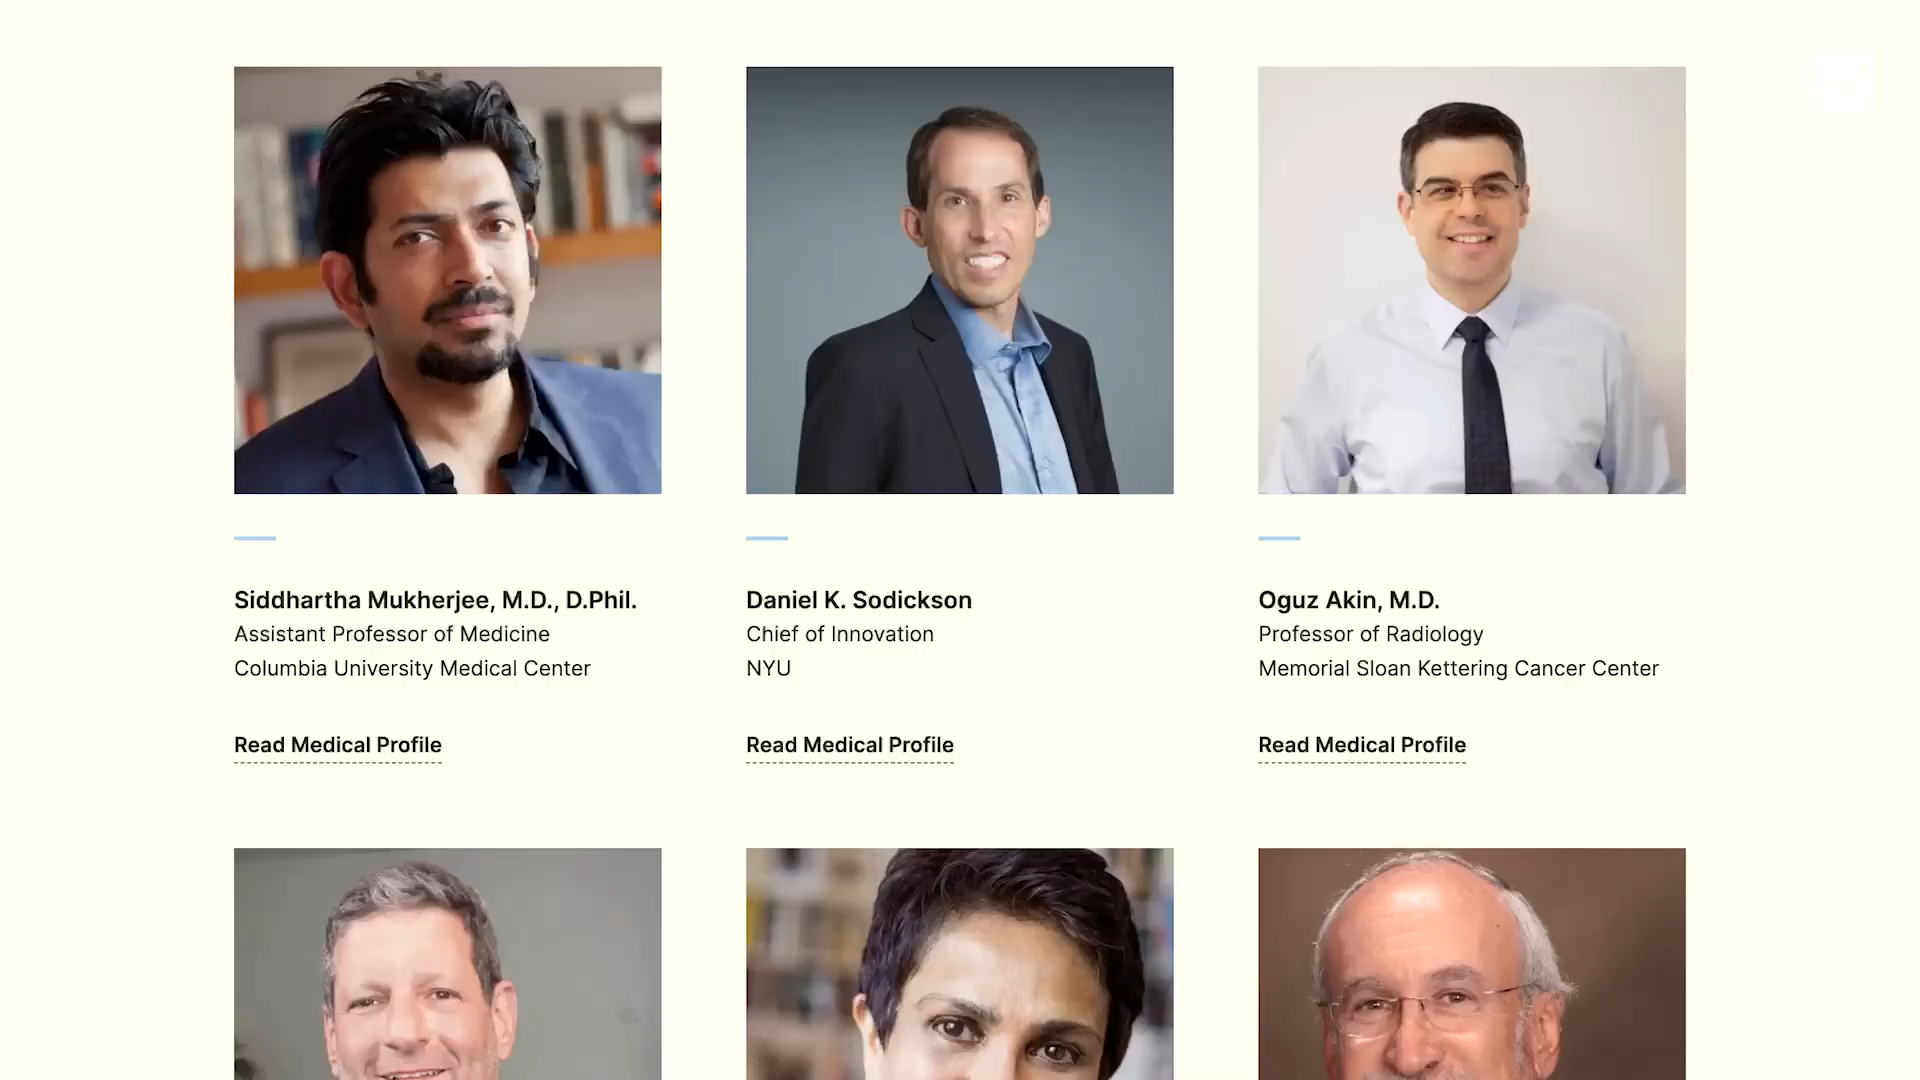 Siddhartha Mukherjee, M.D., D.Phil.
Assistant Professor of Medicine
Columbia University Medical Center
Read Medical Profile
Daniel K. Sodickson
Chief of Innovation
NYU
Read Medical Profile
Oguz Akin, M.D.
Professor of Radiology
Memorial Sloan Kettering Cancer Center
Read Medical Profile